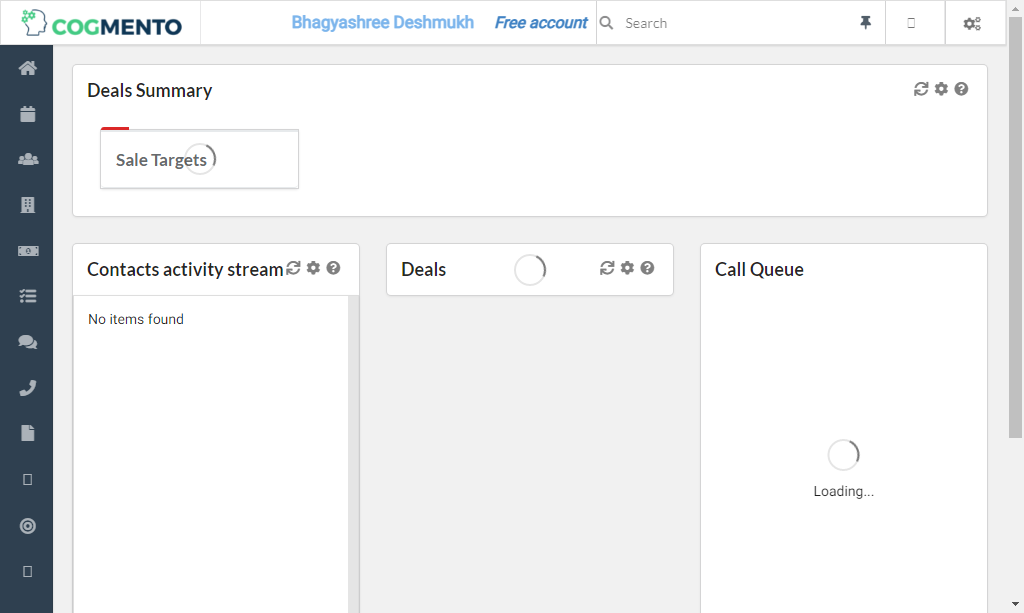 COGMENTO
Bhagyashree Deshmukh
Free account
Search
Deals Summary
Sale Targets
Contacts activity stream
No items found
Deals
Call Queue
Loading...